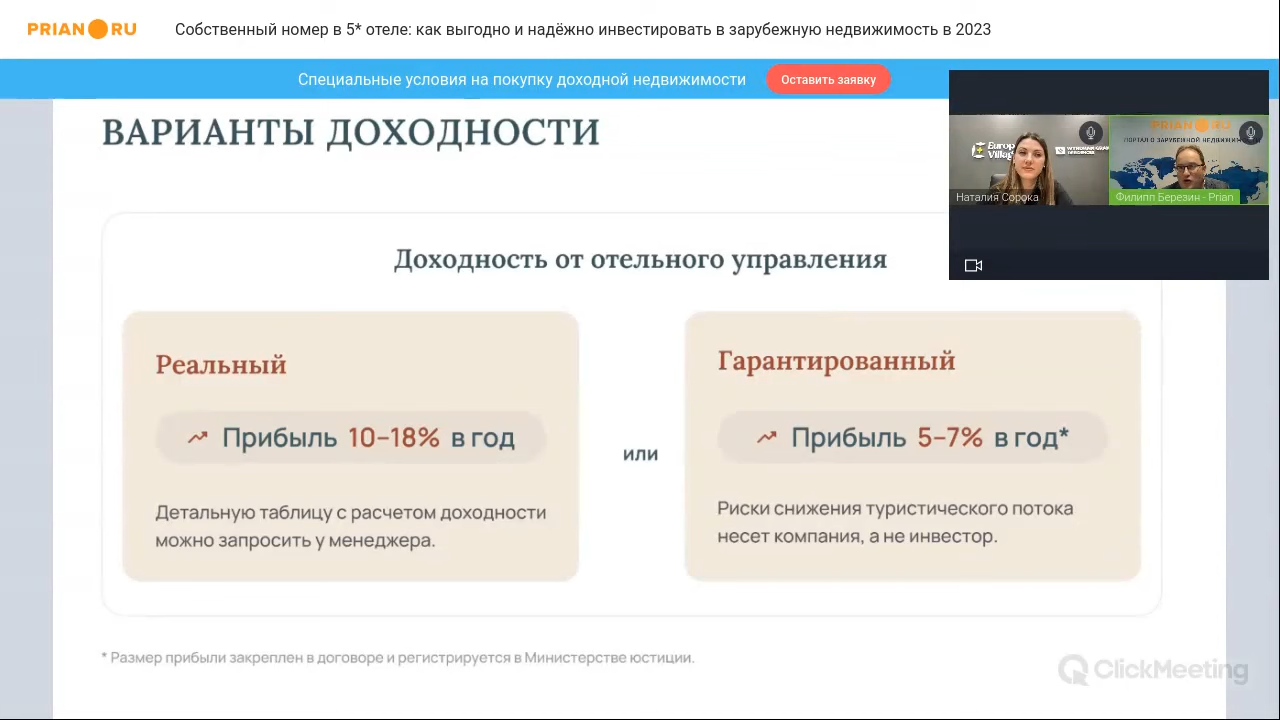 PRIAN RU
Собственный номер в 5* отеле: как выгодно и надёжно инвестировать в зарубежную недвижимость в 2023
Специальные условия на покупку доходной недвижимости
Оставить заявку
ВАРИАНТЫ ДОХОДНОСТИ
PRIAN RU
Наталия Сорока
Филипп Березин - Prian
Доходность от отельного управления
Реальный
Прибыль 10–18% в год
Детальную таблицу с расчетом доходности
можно запросить у менеджера.
или
Гарантированный
Прибыль 5–7% в год*
Риски снижения туристического потока
несет компания, а не инвестор.
* Размер прибыли закреплен в договоре и регистрируется в Министерстве юстиции.
ClickMeeting